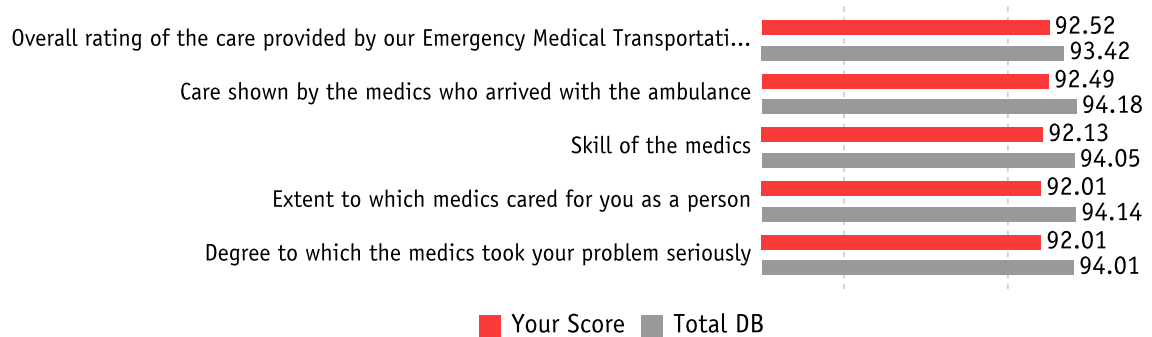 Overall rating of the care provided by our Emergency Medical Transportati...
92.52
93.42
Care shown by the medics who arrived with the ambulance
92.49
94.18
Skill of the medics
92.13
94.05
Extent to which medics cared for you as a person
92.01
94.14
Degree to which the medics took your problem seriously
92.01
94.01
Your Score
Total DB